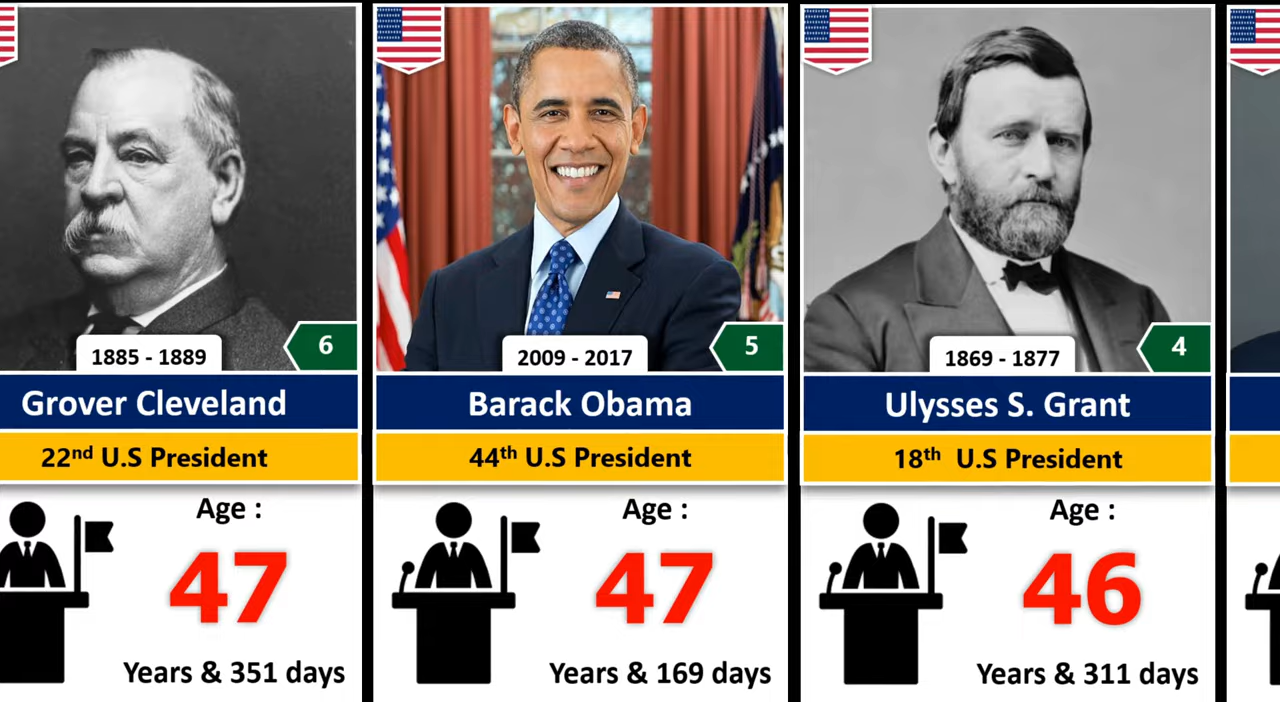 6
1885 - 1889
Grover Cleveland
22nd U.S President
Age :
47
Years & 351 days
5
2009 - 2017
Barack Obama
44th U.S President
Age :
47
Years & 169 days
4
1869 - 1877
Ulysses S. Grant
18th U.S President
Age :
46
Years & 311 days